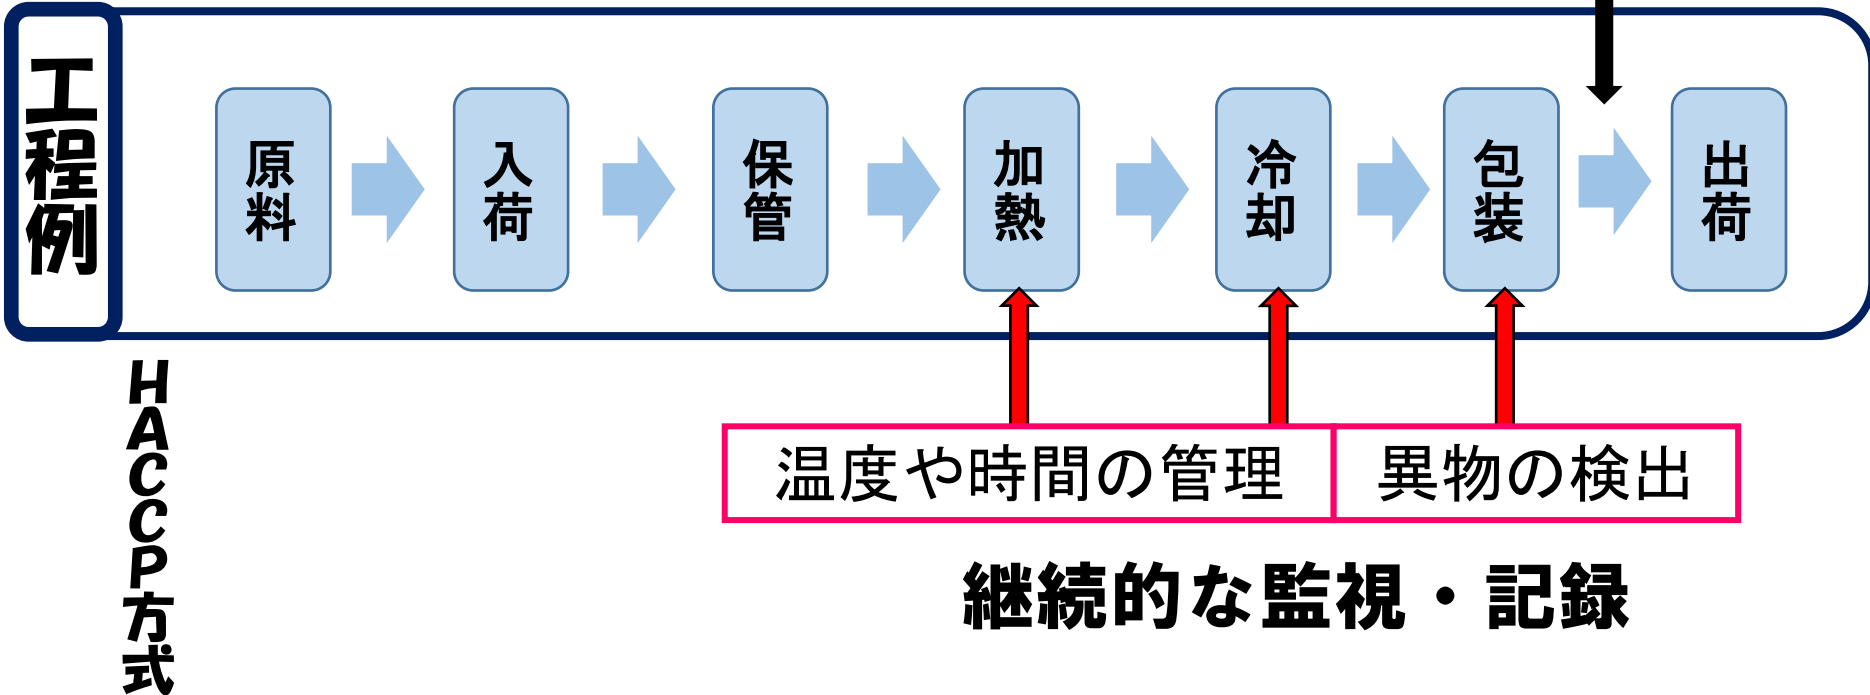 工程例
原料
入荷
保管
加熱
冷却
包装
出荷
HACCP方式
温度や時間の管理
異物の検出
継続的な監視・記録